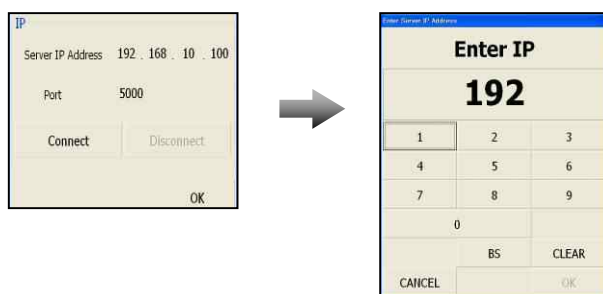 IP
Server IP Address 192 . 168 . 10 . 100
Port 5000
Connect Disconnect
OK
Enter Server IP Address
Enter IP
192
1 2 3
4 5 6
7 8 9
0
BS CLEAR
CANCEL OK